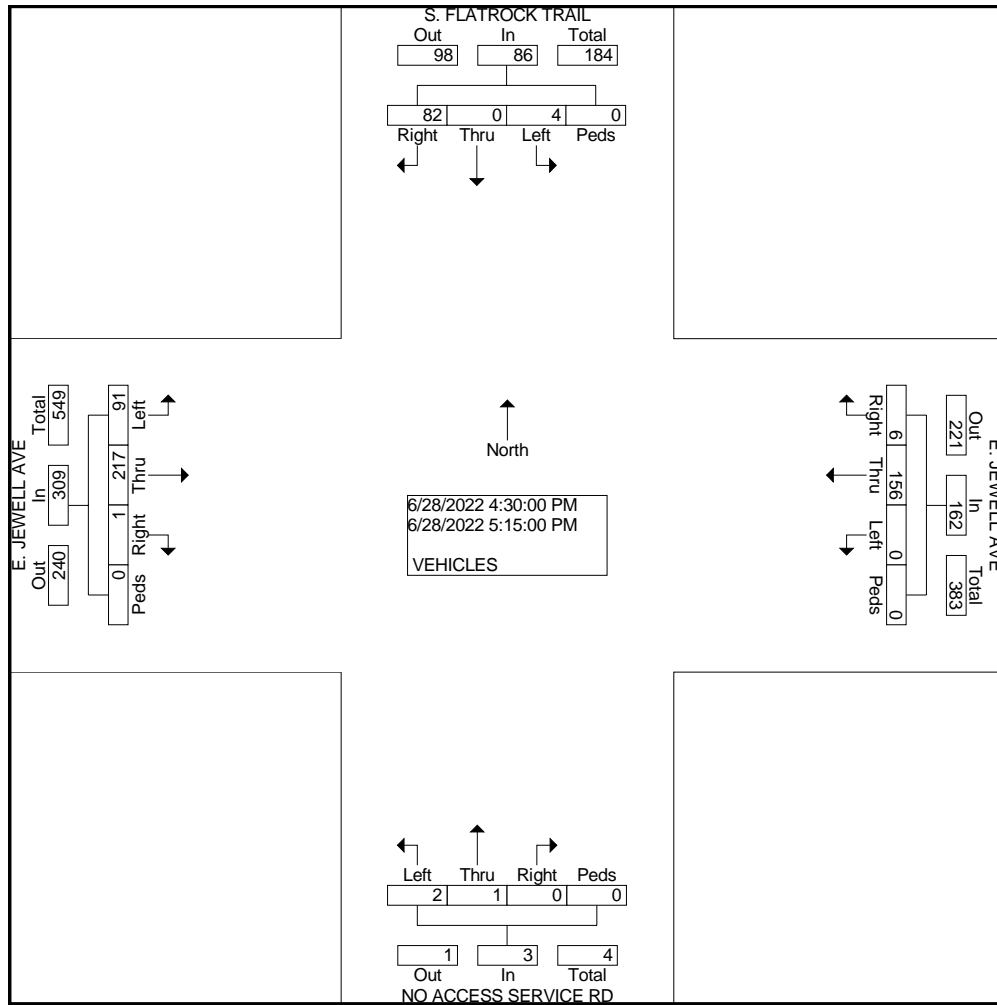 S. FLATROCK TRAIL
Out In Total
98 86 184
82 0 4 0
Right Thru Left Peds
E. JEWELL AVE
Total In Out
549 309 240
91 217 1 0
Left Thru Right Peds
North
6/28/2022 4:30:00 PM
6/28/2022 5:15:00 PM
VEHICLES
Right Thru Left Peds
6 156 0 0
Out In Total
221 162 383
E. JEWELL AVE
Left Thru Right Peds
2 1 0 0
1 3 4
Out In Total
NO ACCESS SERVICE RD